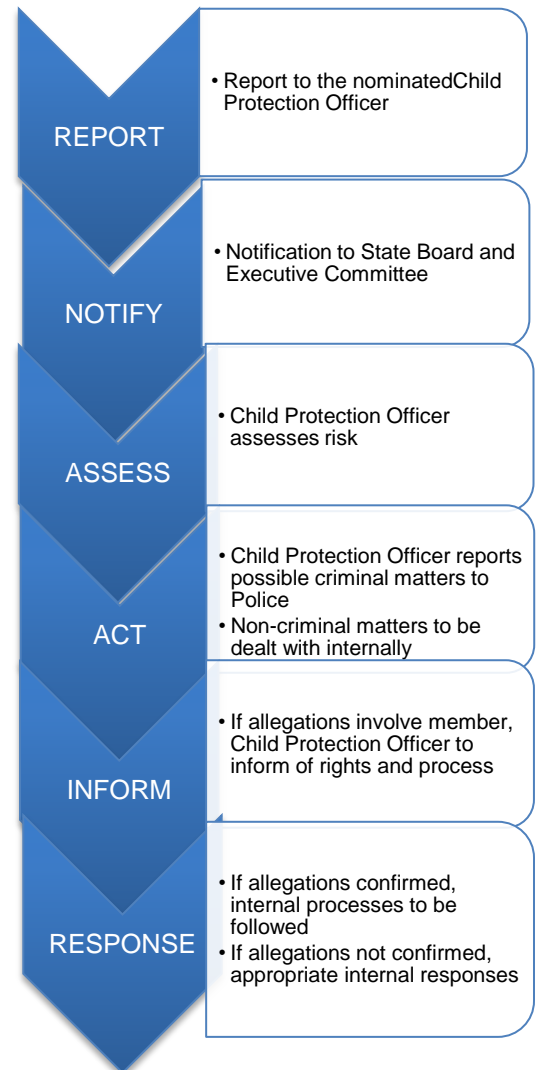 REPORT
• Report to the nominatedChild
Protection Officer
NOTIFY
• Notification to State Board and
Executive Committee
ASSESS
• Child Protection Officer
assesses risk
ACT
• Child Protection Officer reports
possible criminal matters to
Police
• Non-criminal matters to be
dealt with internally
INFORM
• If allegations involve member,
Child Protection Officer to
inform of rights and process
RESPONSE
• If allegations confirmed,
internal processes to be
followed
• If allegations not confirmed,
appropriate internal responses